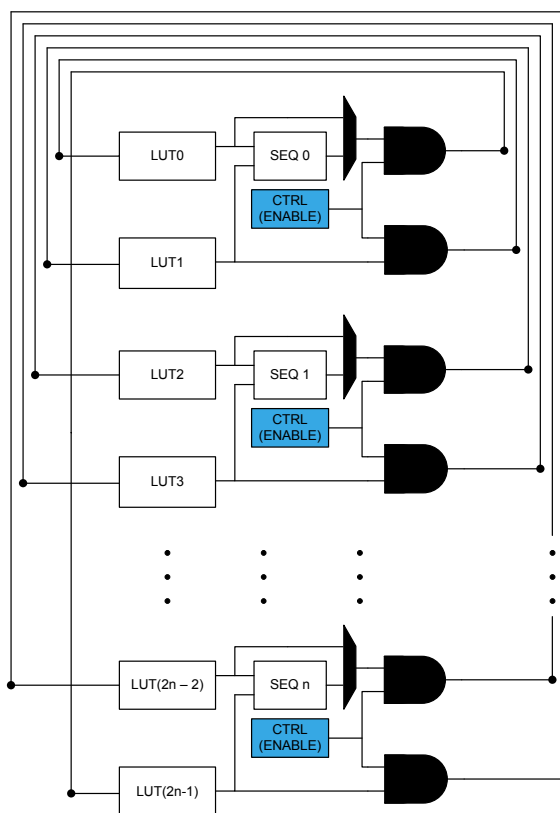 LUT0
SEQ 0
CTRL
(ENABLE)
LUT1
LUT2
SEQ 1
CTRL
(ENABLE)
LUT3
LUT(2n – 2)
SEQ n
CTRL
(ENABLE)
LUT(2n-1)